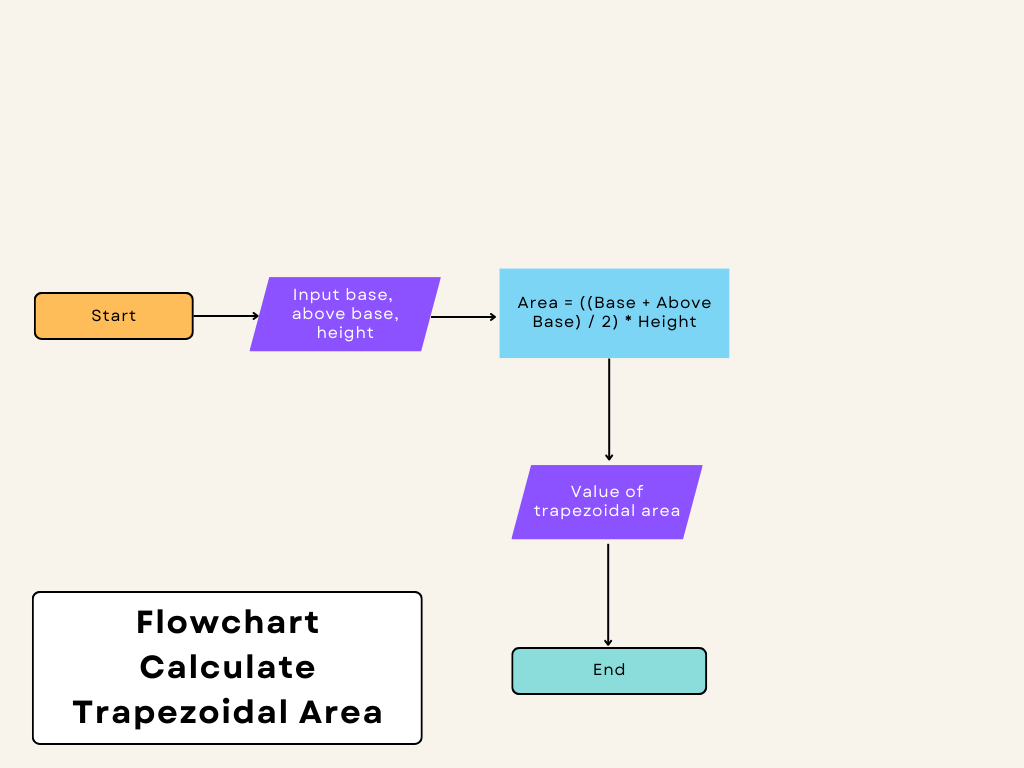 Start
Input base,
above base,
height
Area = ((Base + Above
Base) / 2) * Height
Value of
trapezoidal area
End
Flowchart
Calculate
Trapezoidal Area